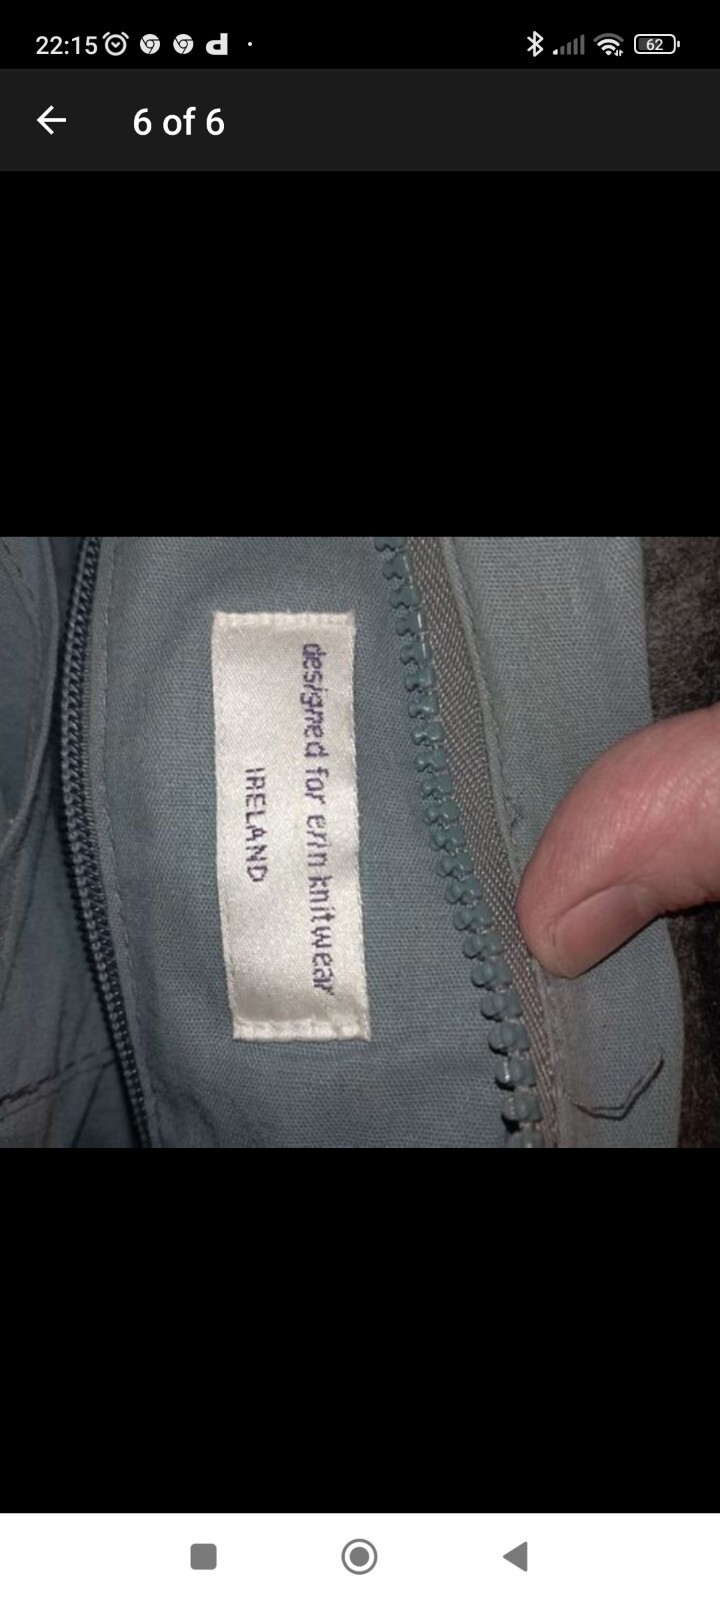 22:15
62
6 of 6
designed for erin knitwear
IRELAND